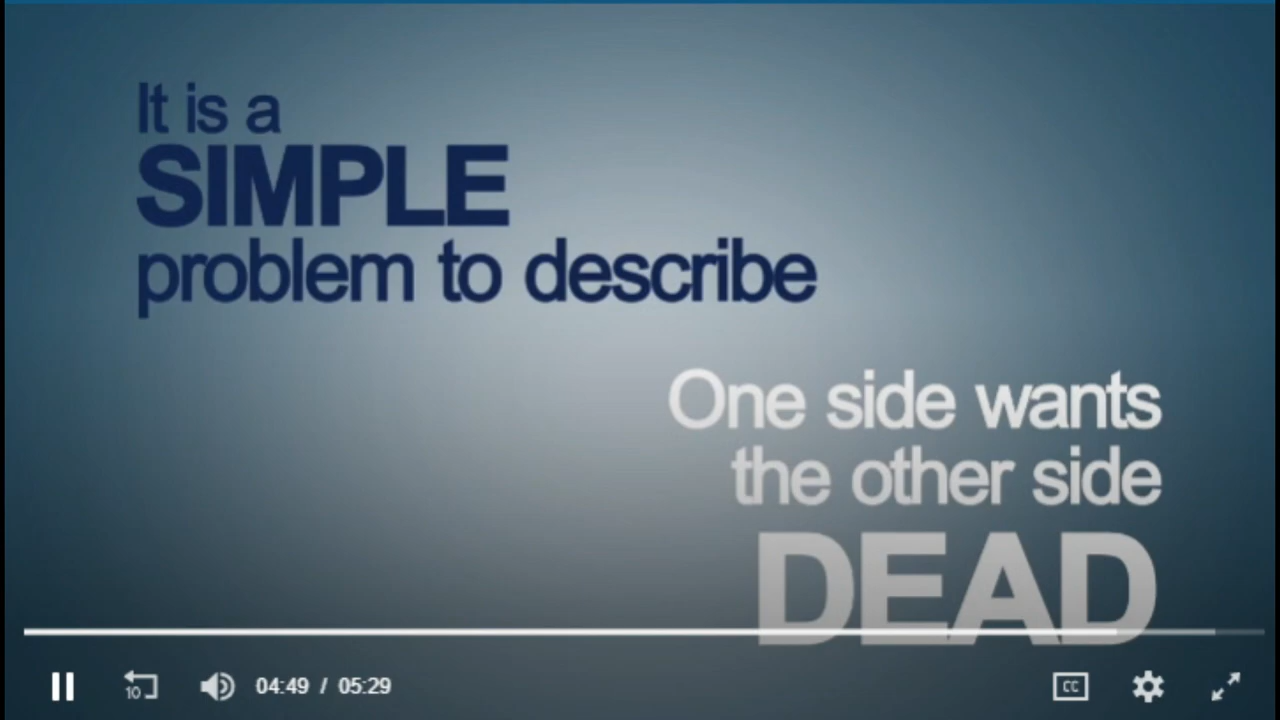 It is a
SIMPLE
problem to describe
One side wants
the other side
DEAD
10
04:49 / 05:29
CC